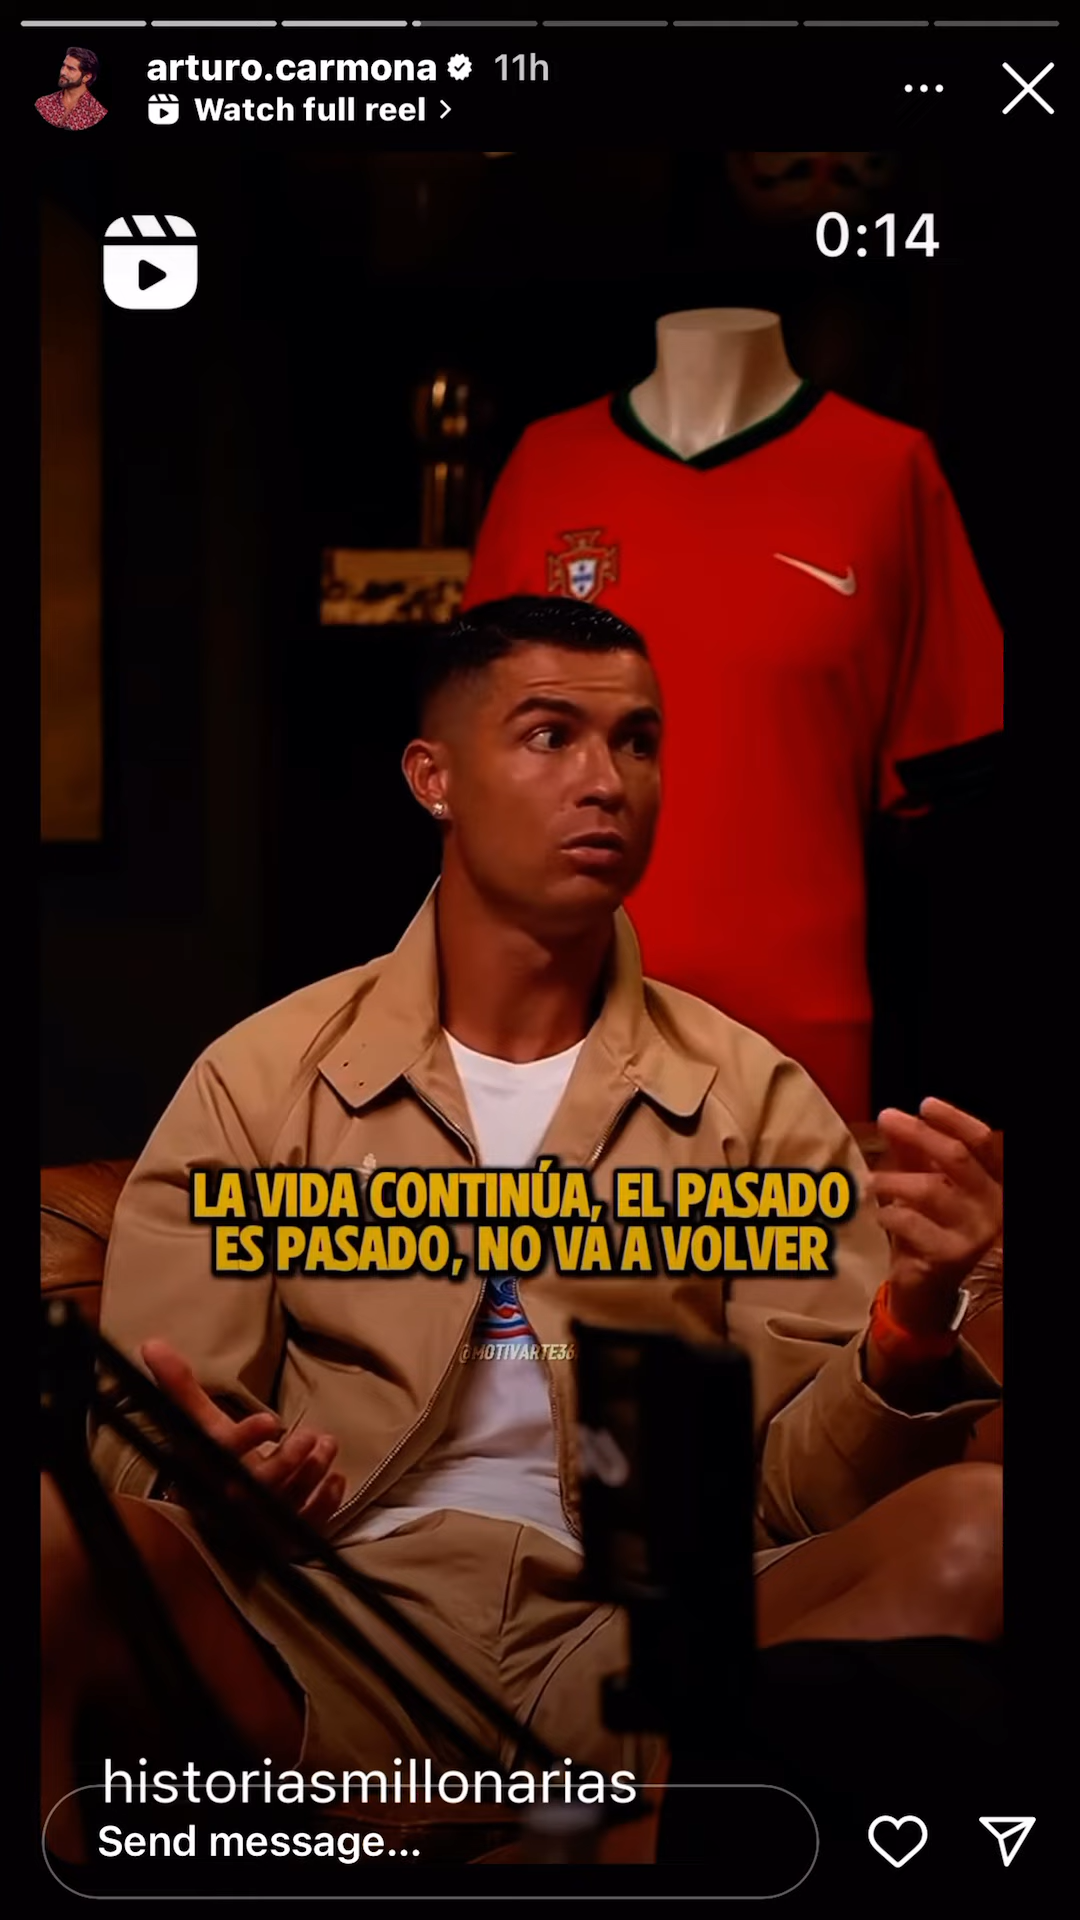 arturo.carmona 11h
Watch full reel >
0:14
LA VIDA CONTINÚA, EL PASADO
ES PASADO, NO VA A VOLVER
@MOTIVARTE36
historiasmillonarias
Send message...